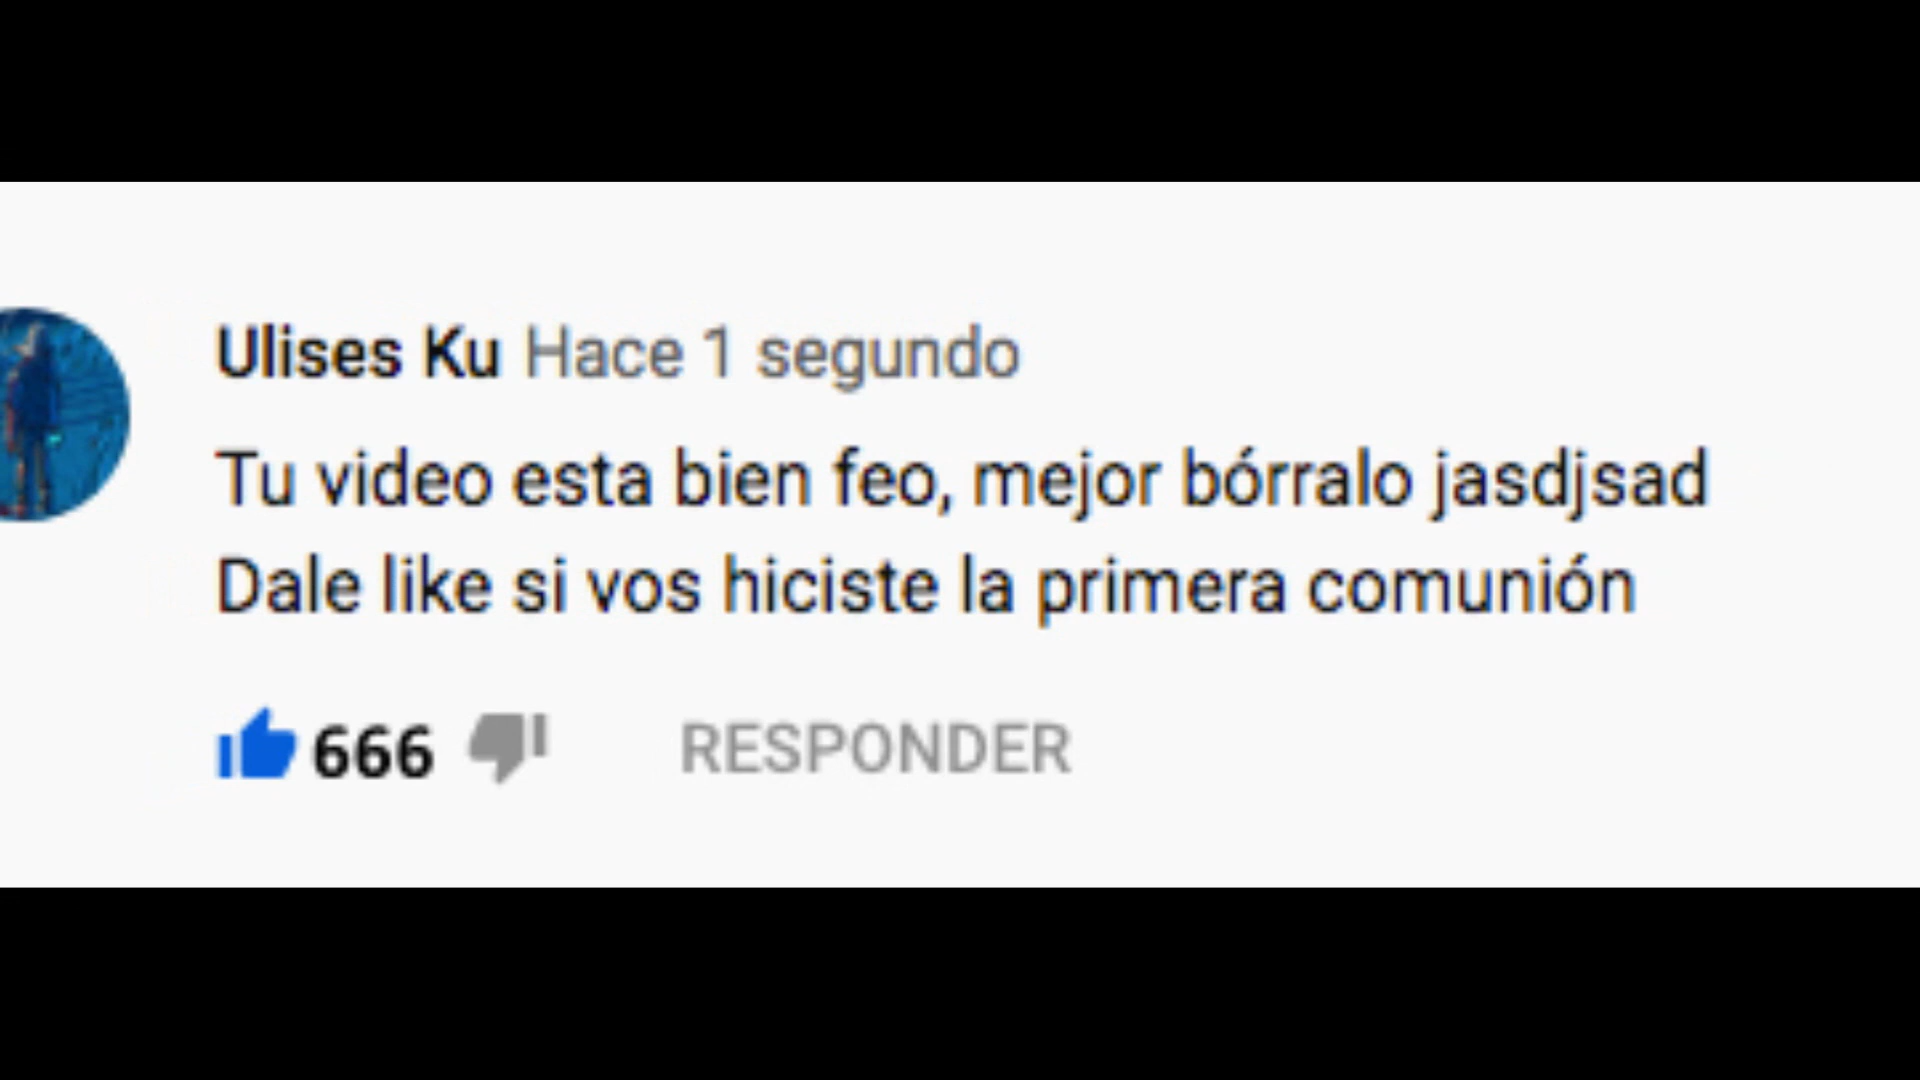 Ulises Ku Hace 1 segundo
Tu video esta bien feo, mejor bórralo jasdjsad
Dale like si vos hiciste la primera comunión
666 RESPONDER